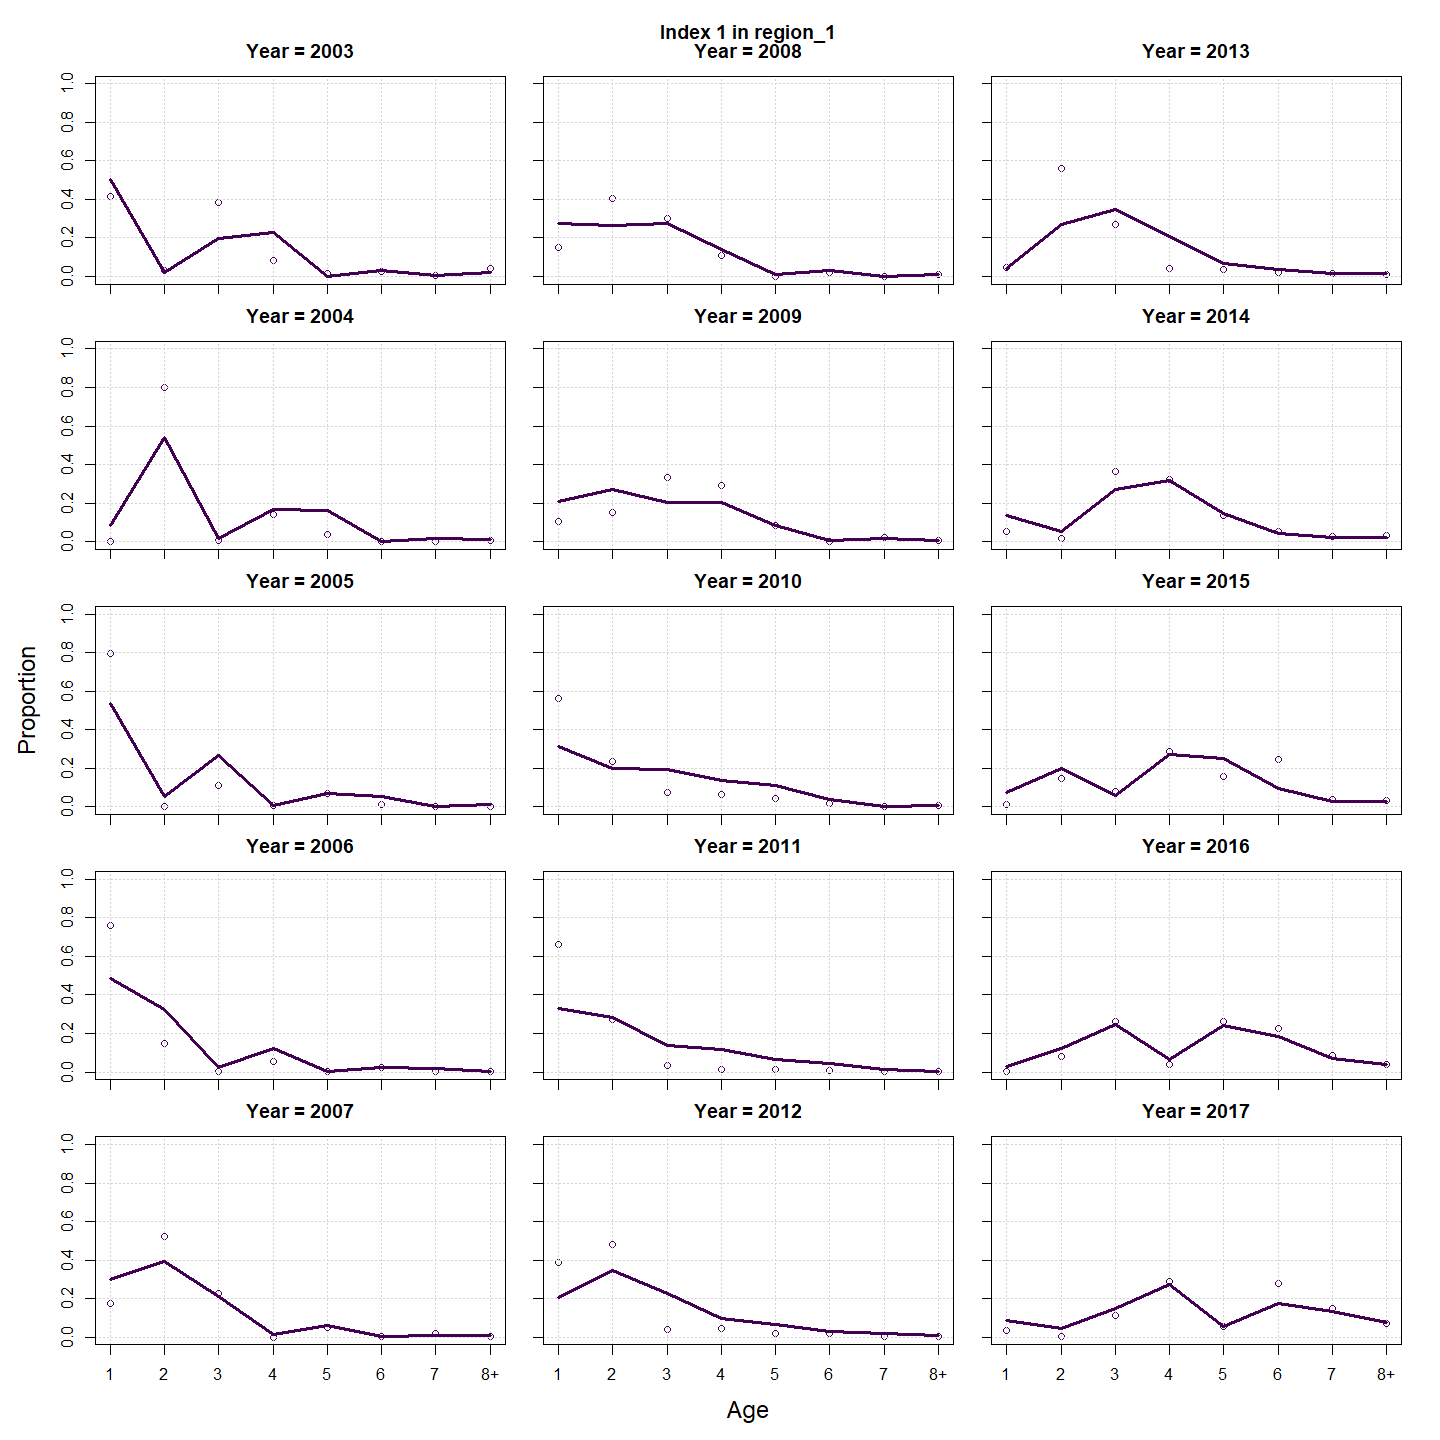 Index 1 in region_1
Year = 2003
Year = 2008
Year = 2013
0.0 0.2 0.4 0.6 0.8 1.0
Year = 2004
Year = 2009
Year = 2014
0.0 0.2 0.4 0.6 0.8 1.0
Year = 2005
Year = 2010
Year = 2015
0.0 0.2 0.4 0.6 0.8 1.0
Proportion
Year = 2006
Year = 2011
Year = 2016
0.0 0.2 0.4 0.6 0.8 1.0
Year = 2007
Year = 2012
Year = 2017
0.0 0.2 0.4 0.6 0.8 1.0
1 2 3 4 5 6 7 8+
1 2 3 4 5 6 7 8+
1 2 3 4 5 6 7 8+
Age